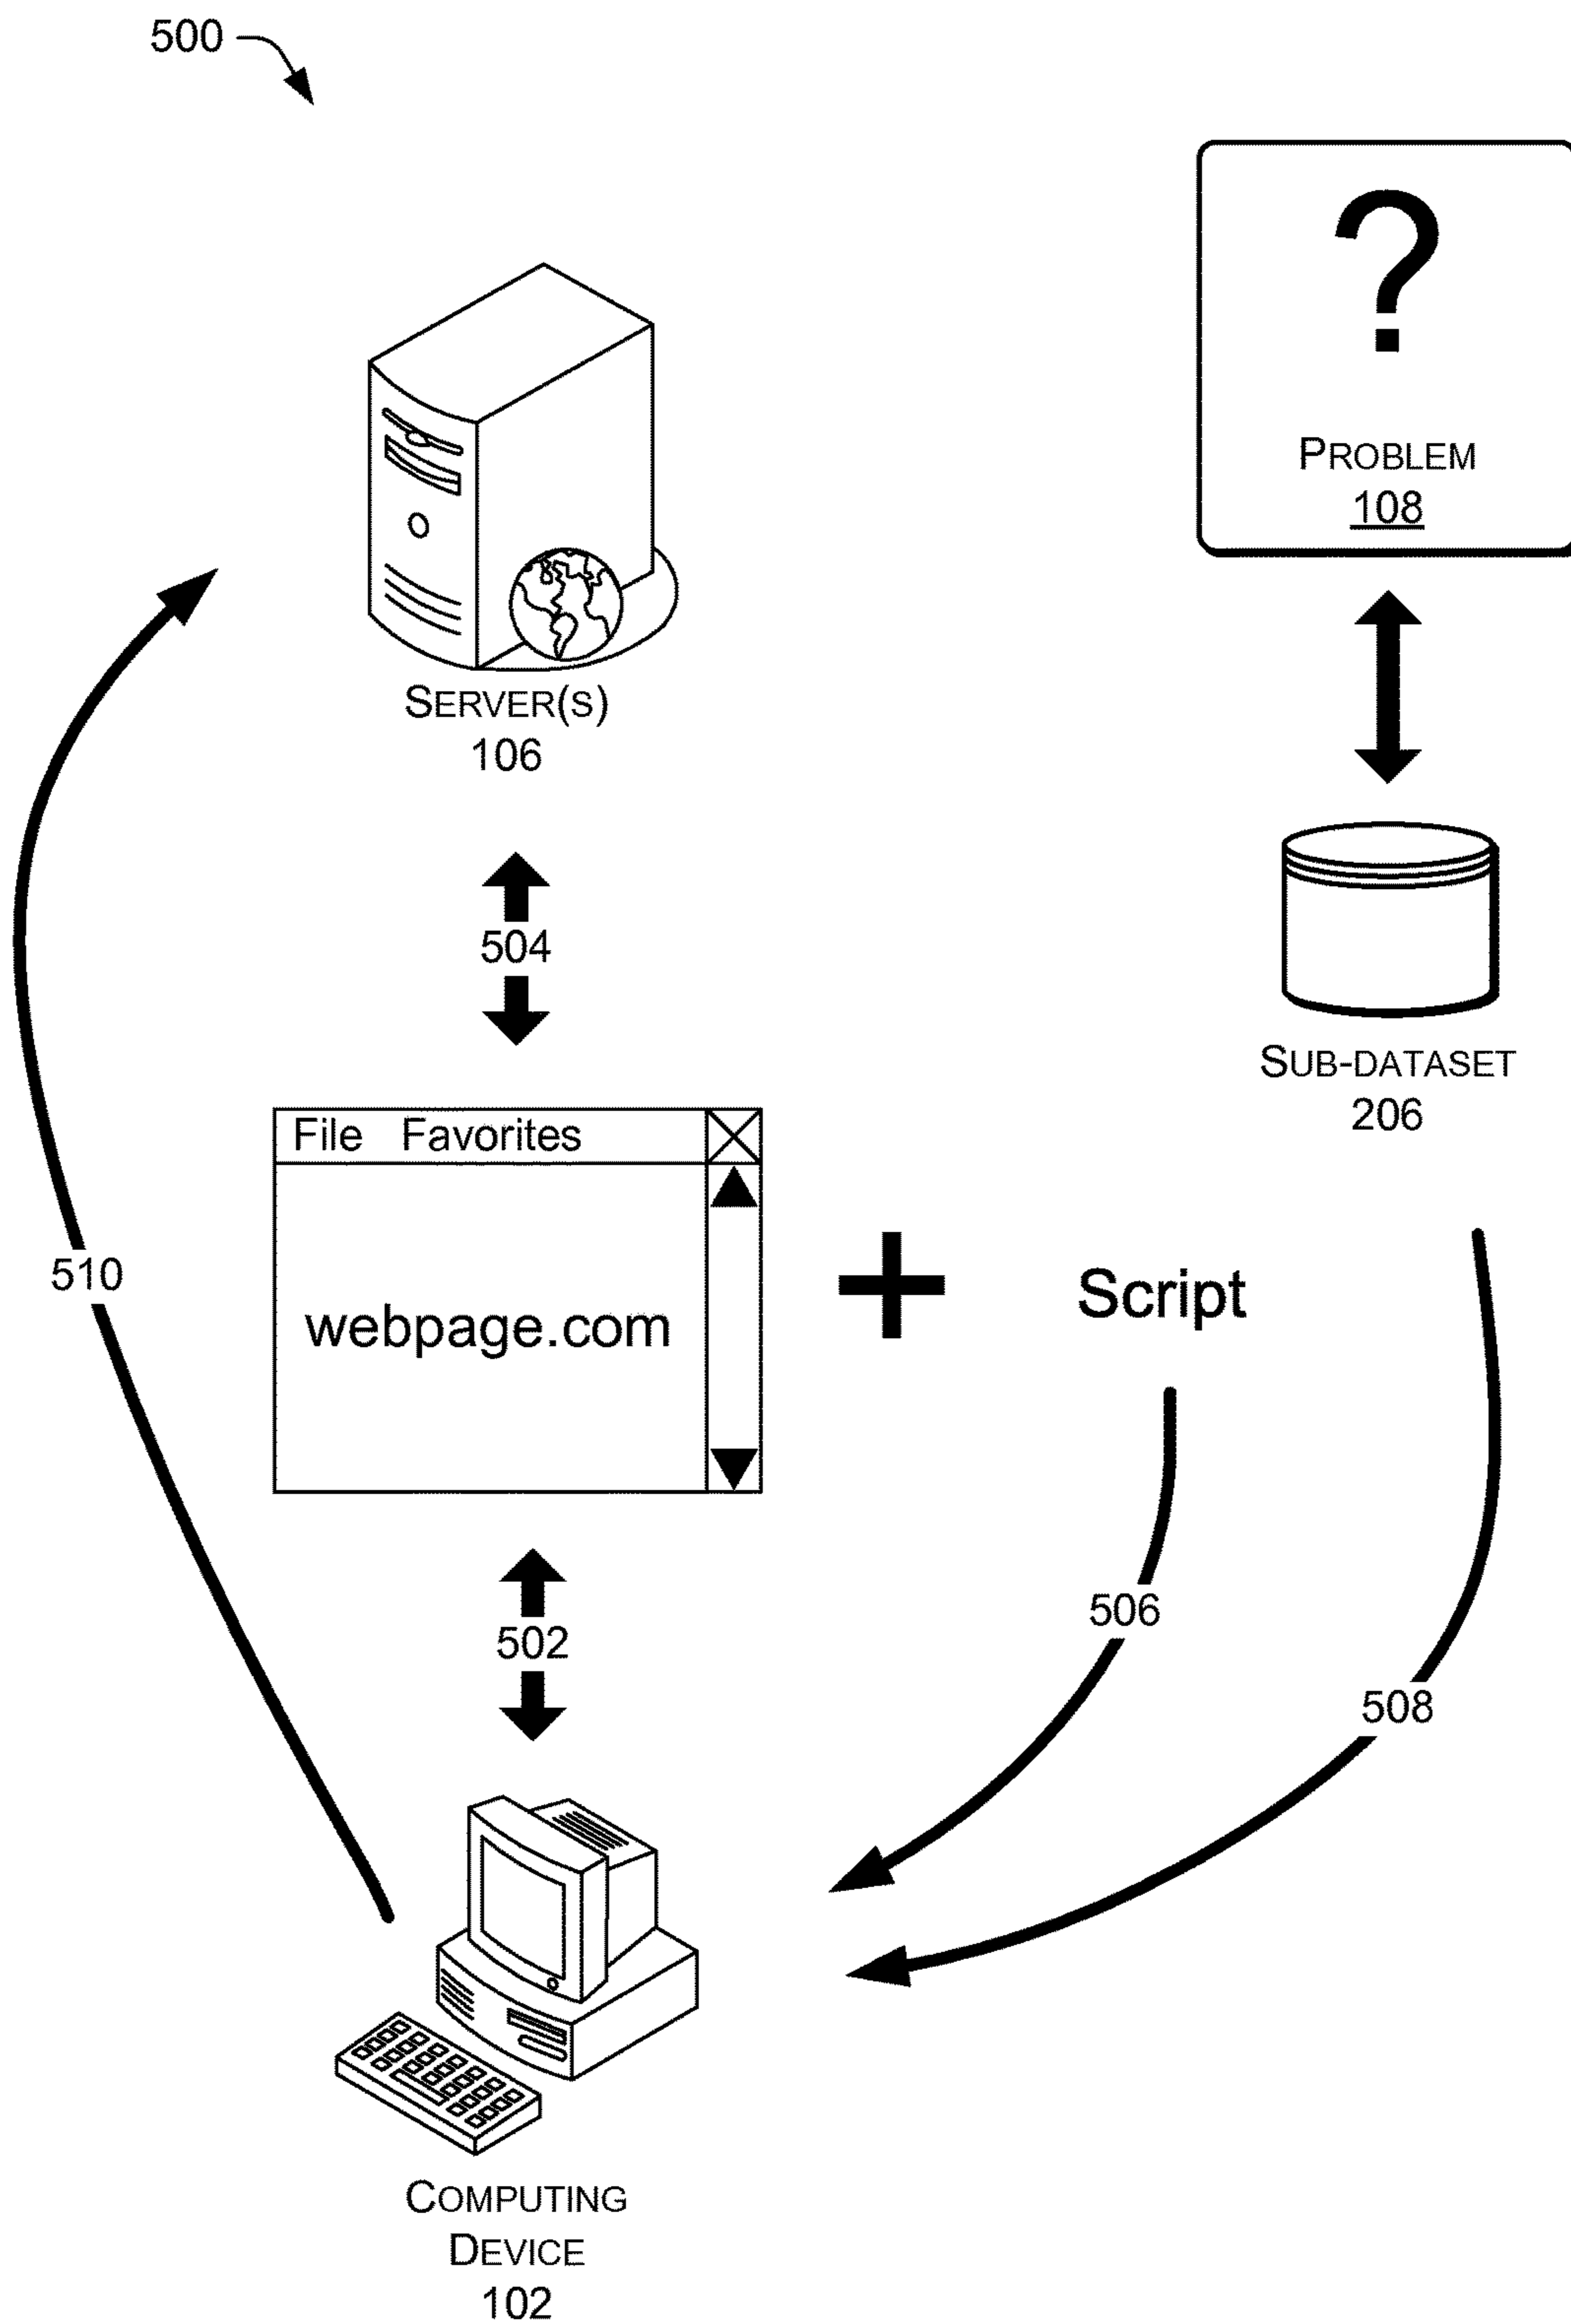 500
?
PROBLEM
108
SERVER(S)
106
504
SUB-DATASET
206
File Favorites
webpage.com
+
Script
510
502
506
508
COMPUTING
DEVICE
102